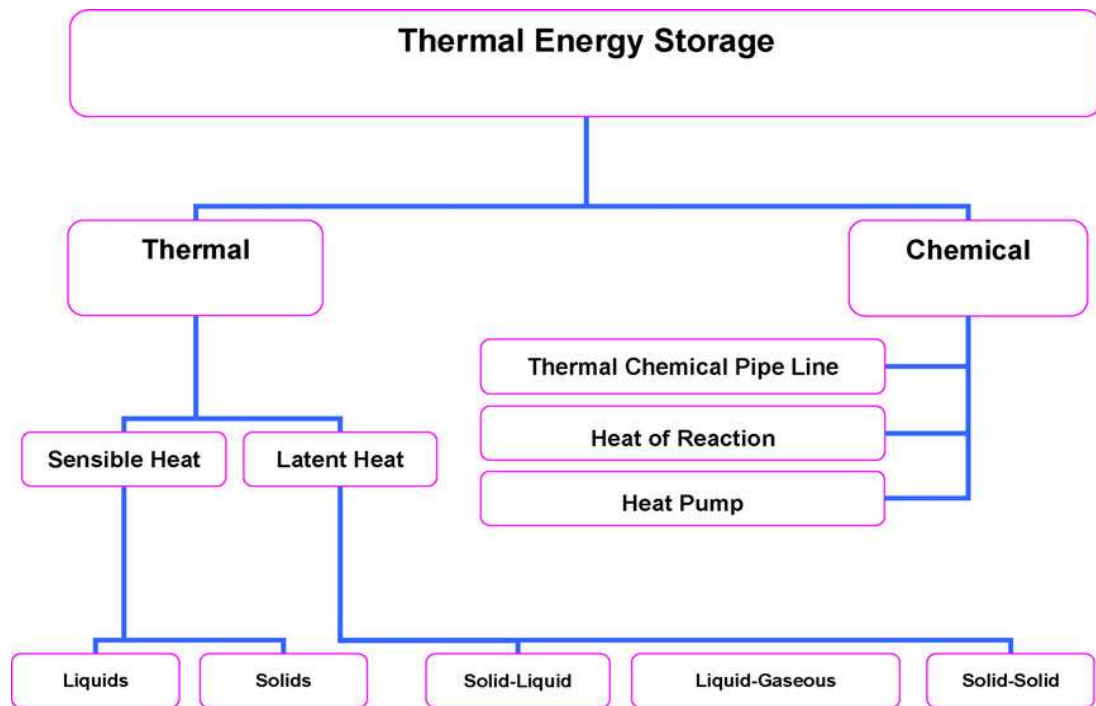 Thermal Energy Storage
Thermal
Chemical
Thermal Chemical Pipe Line
Heat of Reaction
Sensible Heat
Latent Heat
Heat Pump
Liquids
Solids
Solid-Liquid
Liquid-Gaseous
Solid-Solid